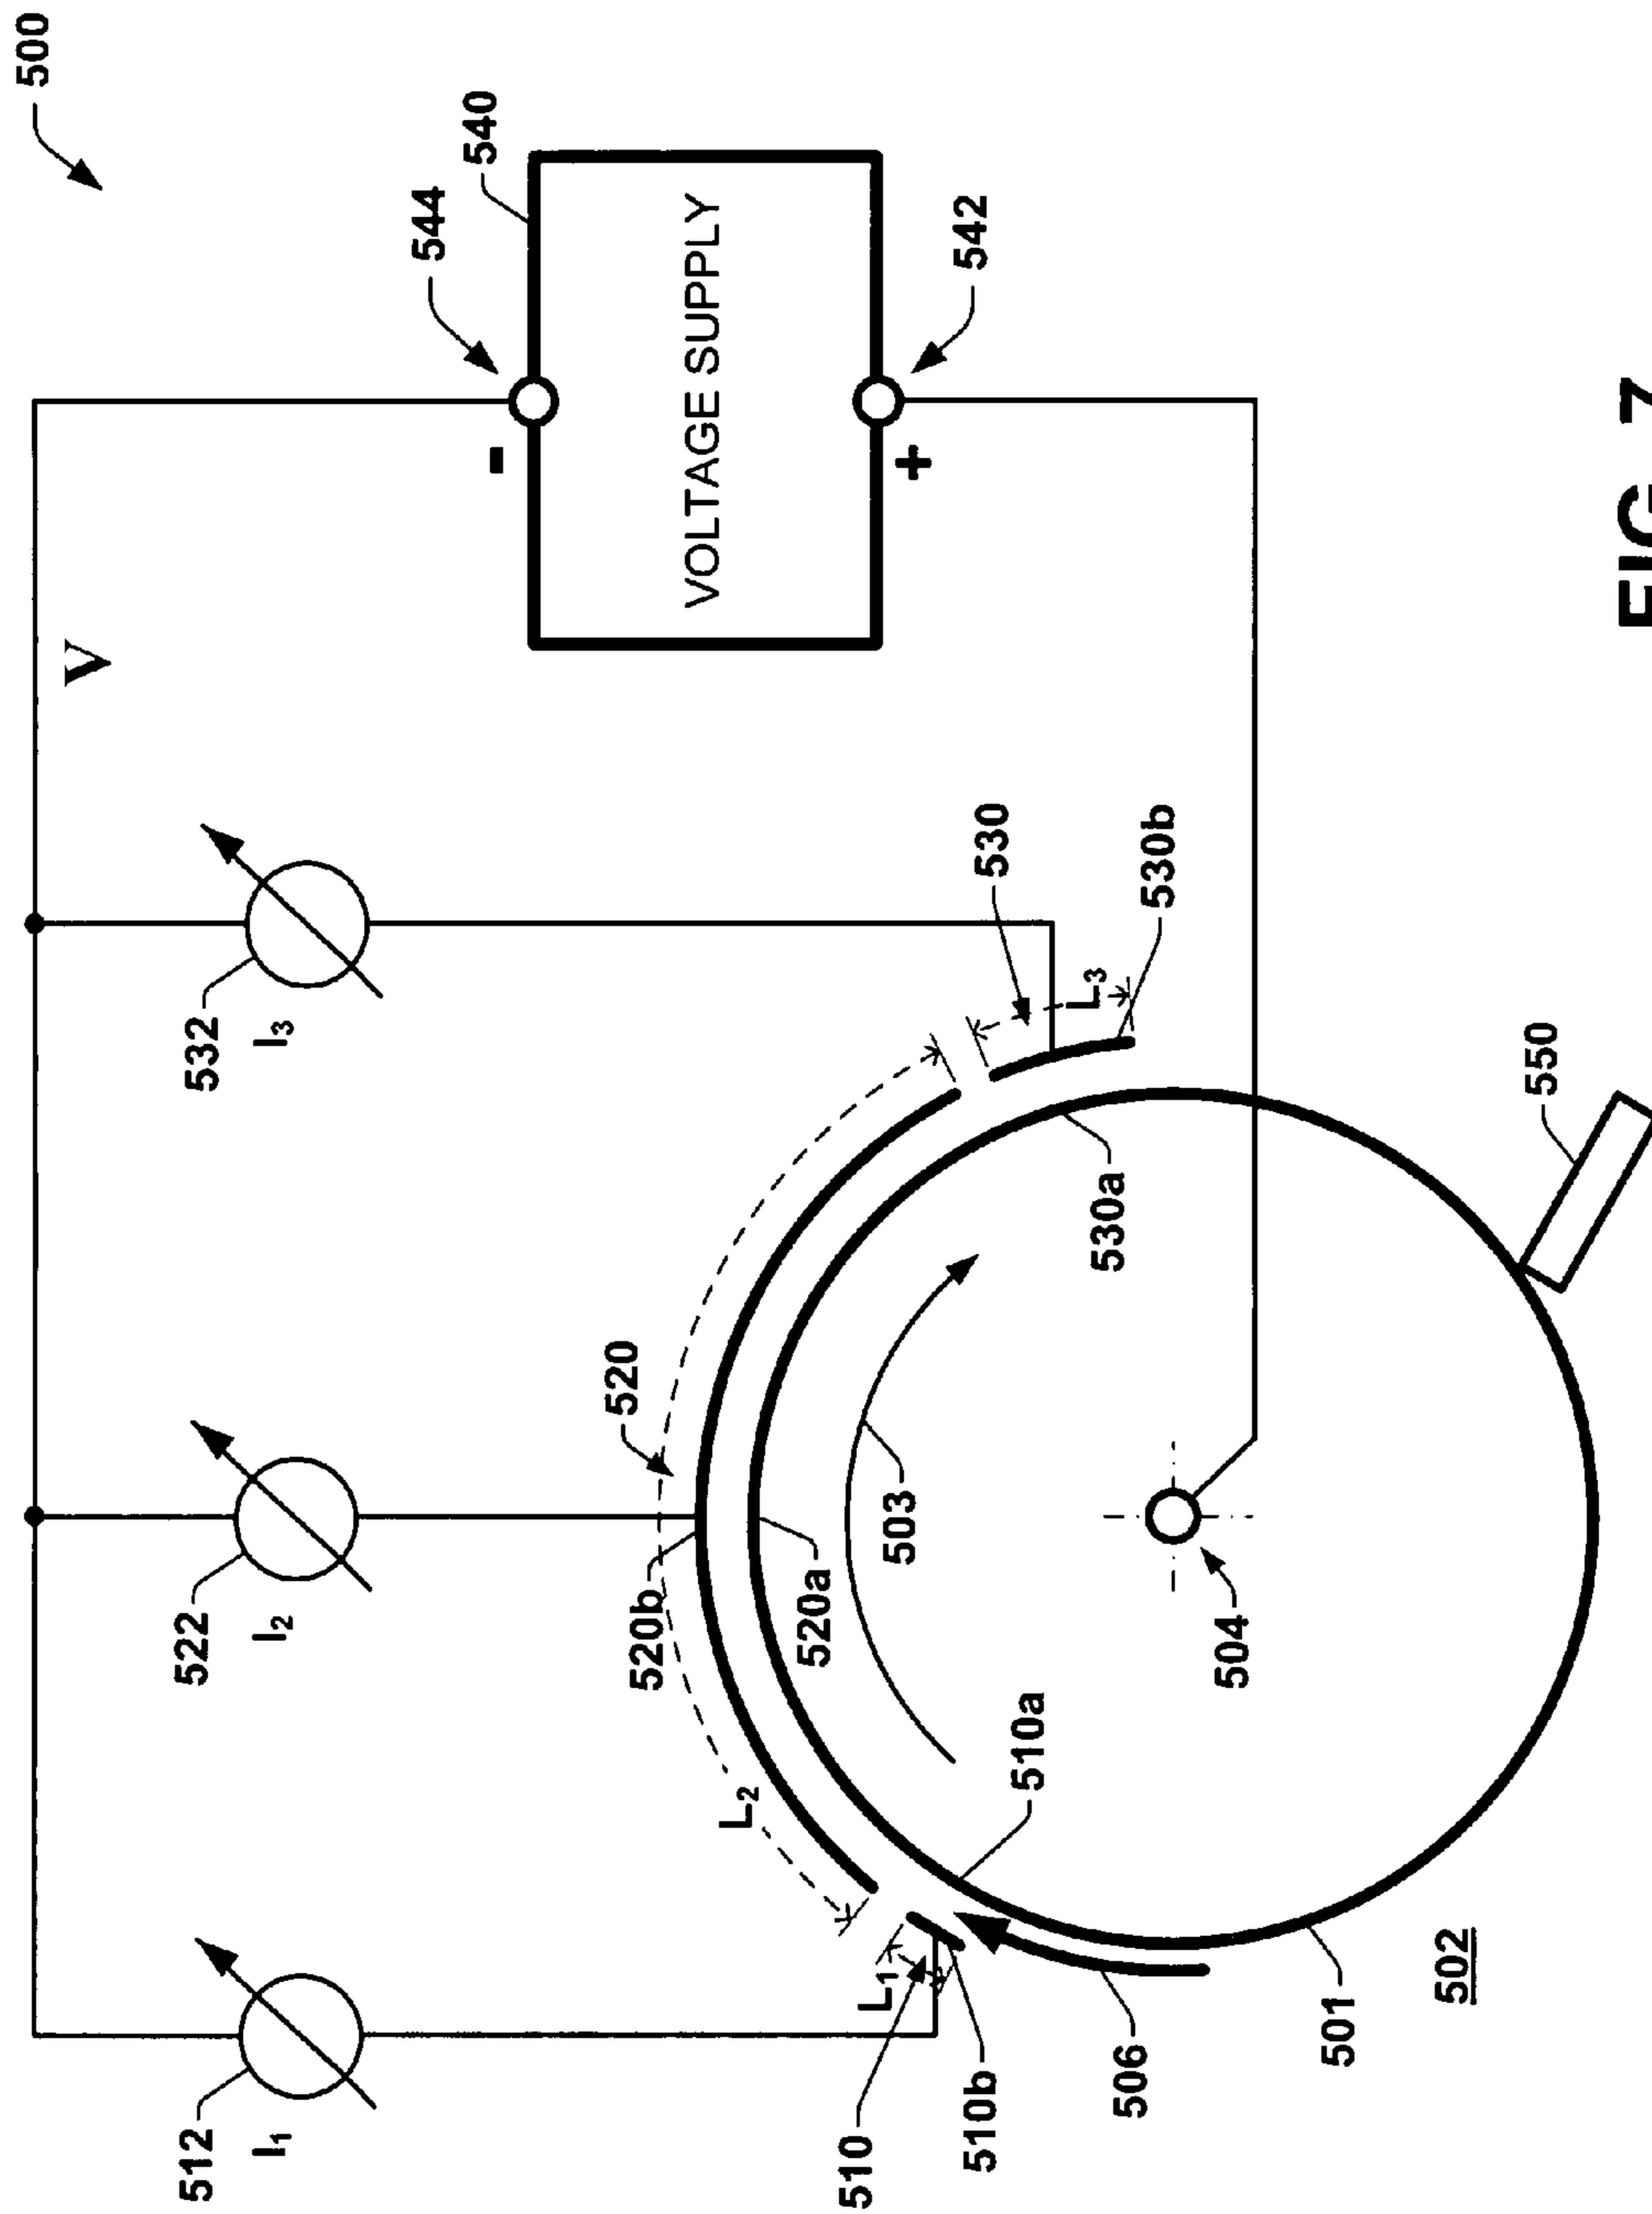 500
V
544
540
-
VOLTAGE SUPPLY
+
542
532
I₃
522
I₂
512
I₁
530
L₃
530b
530a
520
520b
520a
503
L₂
504
510a
L₁
510
510b
506
501
502
550
FIG 7